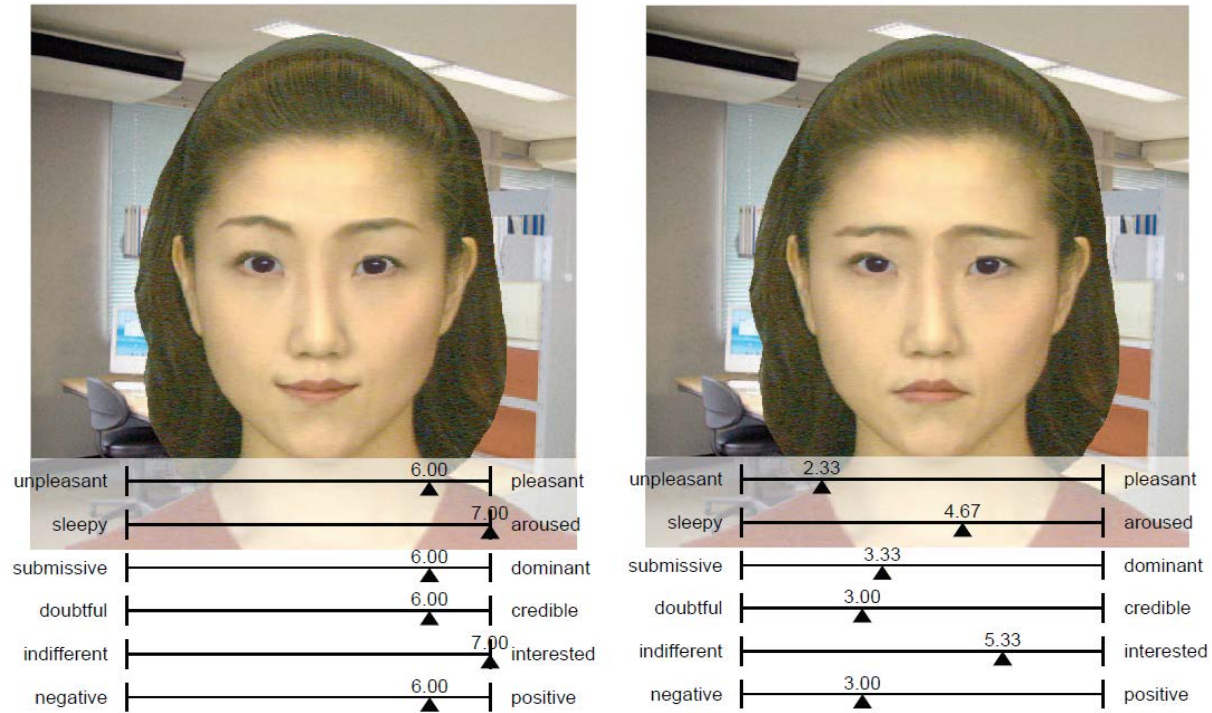 unpleasant 6.00 pleasant
sleepy 7.00 aroused
submissive 6.00 dominant
doubtful 6.00 credible
indifferent 7.00 interested
negative 6.00 positive
unpleasant 2.33 pleasant
sleepy 4.67 aroused
submissive 3.33 dominant
doubtful 3.00 credible
indifferent 5.33 interested
negative 3.00 positive